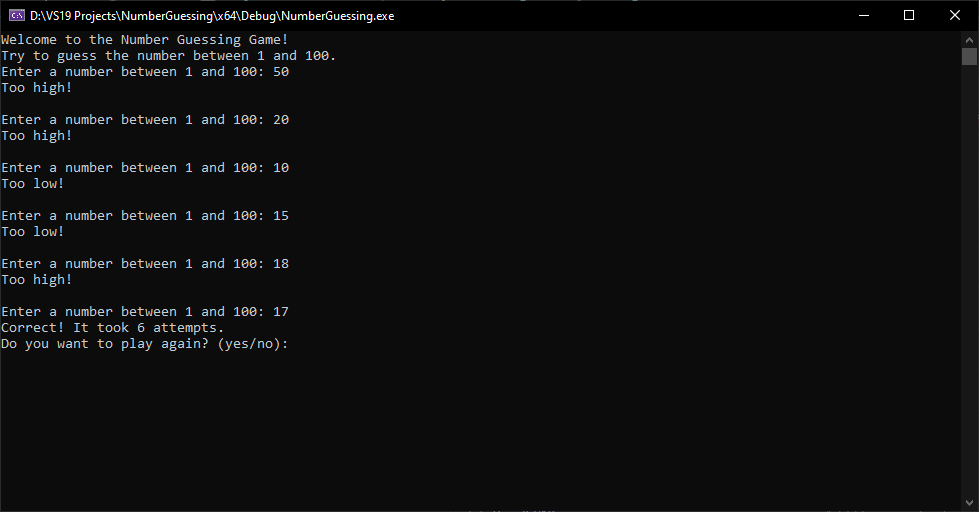 D:\VS19 Projects\NumberGuessing\x64\Debug\NumberGuessing.exe
Welcome to the Number Guessing Game!
Try to guess the number between 1 and 100.
Enter a number between 1 and 100: 50
Too high!
Enter a number between 1 and 100: 20
Too high!
Enter a number between 1 and 100: 10
Too low!
Enter a number between 1 and 100: 15
Too low!
Enter a number between 1 and 100: 18
Too high!
Enter a number between 1 and 100: 17
Correct! It took 6 attempts.
Do you want to play again? (yes/no):